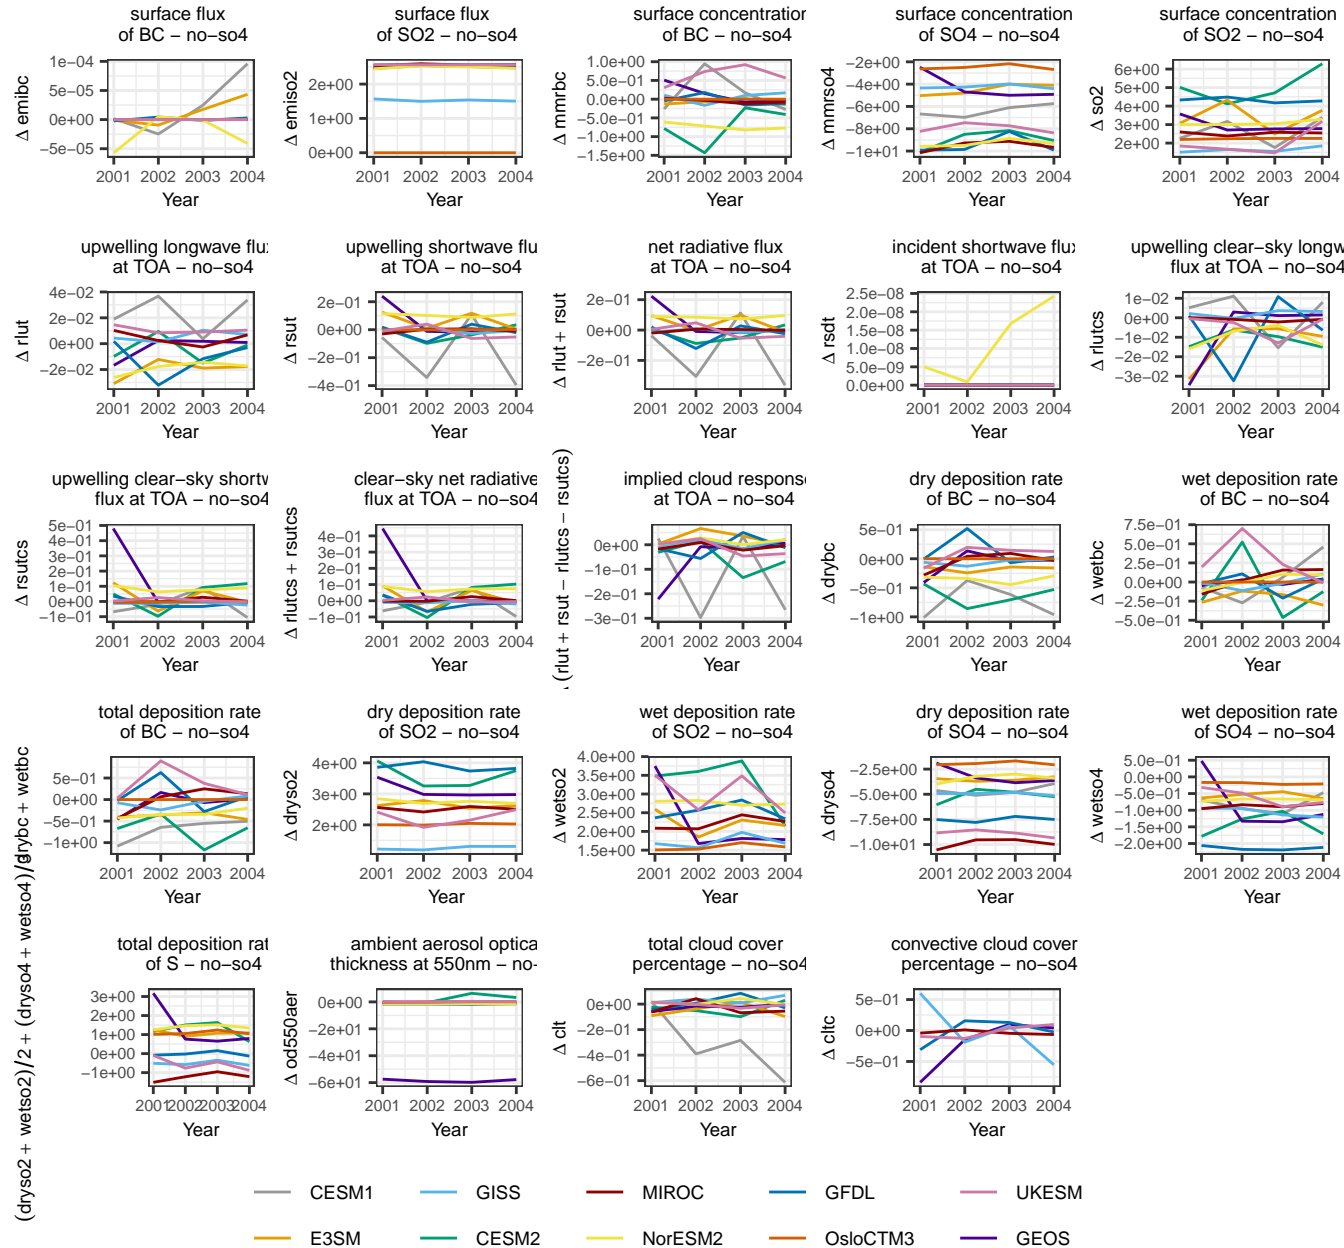 surface flux
of BC − no−so4
surface flux
of SO2 − no−so4
surface concentration
of BC − no−so4
surface concentration
of SO4 − no−so4
surface concentration
of SO2 − no−so4
Δ emibc
1e−04
5e−05
0e+00
−5e−05
2001 2002 2003 2004
Year
Δ emiso2
2e+00
1e+00
0e+00
2001 2002 2003 2004
Year
Δ mmrbc
1.0e+00
5.0e−01
0.0e+00
−5.0e−01
−1.0e+00
−1.5e+00
2001 2002 2003 2004
Year
Δ mmrso4
−2e+00
−4e+00
−6e+00
−8e+00
−1e+01
2001 2002 2003 2004
Year
Δ so2
6e+00
5e+00
4e+00
3e+00
2e+00
2001 2002 2003 2004
Year
upwelling longwave flux
at TOA − no−so4
upwelling shortwave flu
at TOA − no−so4
net radiative flux
at TOA − no−so4
incident shortwave flux
at TOA − no−so4
upwelling clear−sky longw
flux at TOA − no−so4
Δ rlut
4e−02
2e−02
0e+00
−2e−02
2001 2002 2003 2004
Year
Δ rsut
2e−01
0e+00
−2e−01
−4e−01
2001 2002 2003 2004
Year
Δ rlut + rsut
2e−01
0e+00
−2e−01
2001 2002 2003 2004
Year
Δ rsdt
2.5e−08
2.0e−08
1.5e−08
1.0e−08
5.0e−09
0.0e+00
2001 2002 2003 2004
Year
Δ rlutcs
1e−02
0e+00
−1e−02
−2e−02
−3e−02
2001 2002 2003 2004
Year
upwelling clear−sky shortw
flux at TOA − no−so4
clear−sky net radiative
flux at TOA − no−so4
implied cloud response
at TOA − no−so4
dry deposition rate
of BC − no−so4
wet deposition rate
of BC − no−so4
Δ rsutcs
5e−01
4e−01
3e−01
2e−01
1e−01
0e+00
−1e−01
2001 2002 2003 2004
Year
Δ rlutcs + rsutcs
4e−01
3e−01
2e−01
1e−01
0e+00
−1e−01
2001 2002 2003 2004
Year
Δ (rlut + rsut − rlutcs − rsutcs)
0e+00
−1e−01
−2e−01
−3e−01
2001 2002 2003 2004
Year
Δ drybc
5e−01
0e+00
−5e−01
−1e+00
2001 2002 2003 2004
Year
Δ wetbc
7.5e−01
5.0e−01
2.5e−01
0.0e+00
−2.5e−01
−5.0e−01
2001 2002 2003 2004
Year
total deposition rate
of BC − no−so4
dry deposition rate
of SO2 − no−so4
wet deposition rate
of SO2 − no−so4
dry deposition rate
of SO4 − no−so4
wet deposition rate
of SO4 − no−so4
drybc + wetbc
5e−01
0e+00
−5e−01
−1e+00
2001 2002 2003 2004
Year
Δ dryso2
4e+00
3e+00
2e+00
2001 2002 2003 2004
Year
Δ wetso2
4.0e+00
3.5e+00
3.0e+00
2.5e+00
2.0e+00
1.5e+00
2001 2002 2003 2004
Year
Δ dryso4
−2.5e+00
−5.0e+00
−7.5e+00
−1.0e+01
2001 2002 2003 2004
Year
Δ wetso4
5.0e−01
0.0e+00
−5.0e−01
−1.0e+00
−1.5e+00
−2.0e+00
2001 2002 2003 2004
Year
total deposition rat
of S − no−so4
ambient aerosol optica
thickness at 550nm − no−
total cloud cover
percentage − no−so4
convective cloud cover
percentage − no−so4
(dryso2 + wetso2)/2 + (dryso4 + wetso4)/3
3e+00
2e+00
1e+00
0e+00
−1e+00
2001 2002 2003 2004
Year
Δ od550aer
0e+00
−2e+01
−4e+01
−6e+01
2001 2002 2003 2004
Year
Δ clt
0e+00
−2e−01
−4e−01
−6e−01
2001 2002 2003 2004
Year
Δ cltc
5e−01
0e+00
−5e−01
2001 2002 2003 2004
Year
CESM1 GISS MIROC GFDL UKESM
E3SM CESM2 NorESM2 OsloCTM3 GEOS